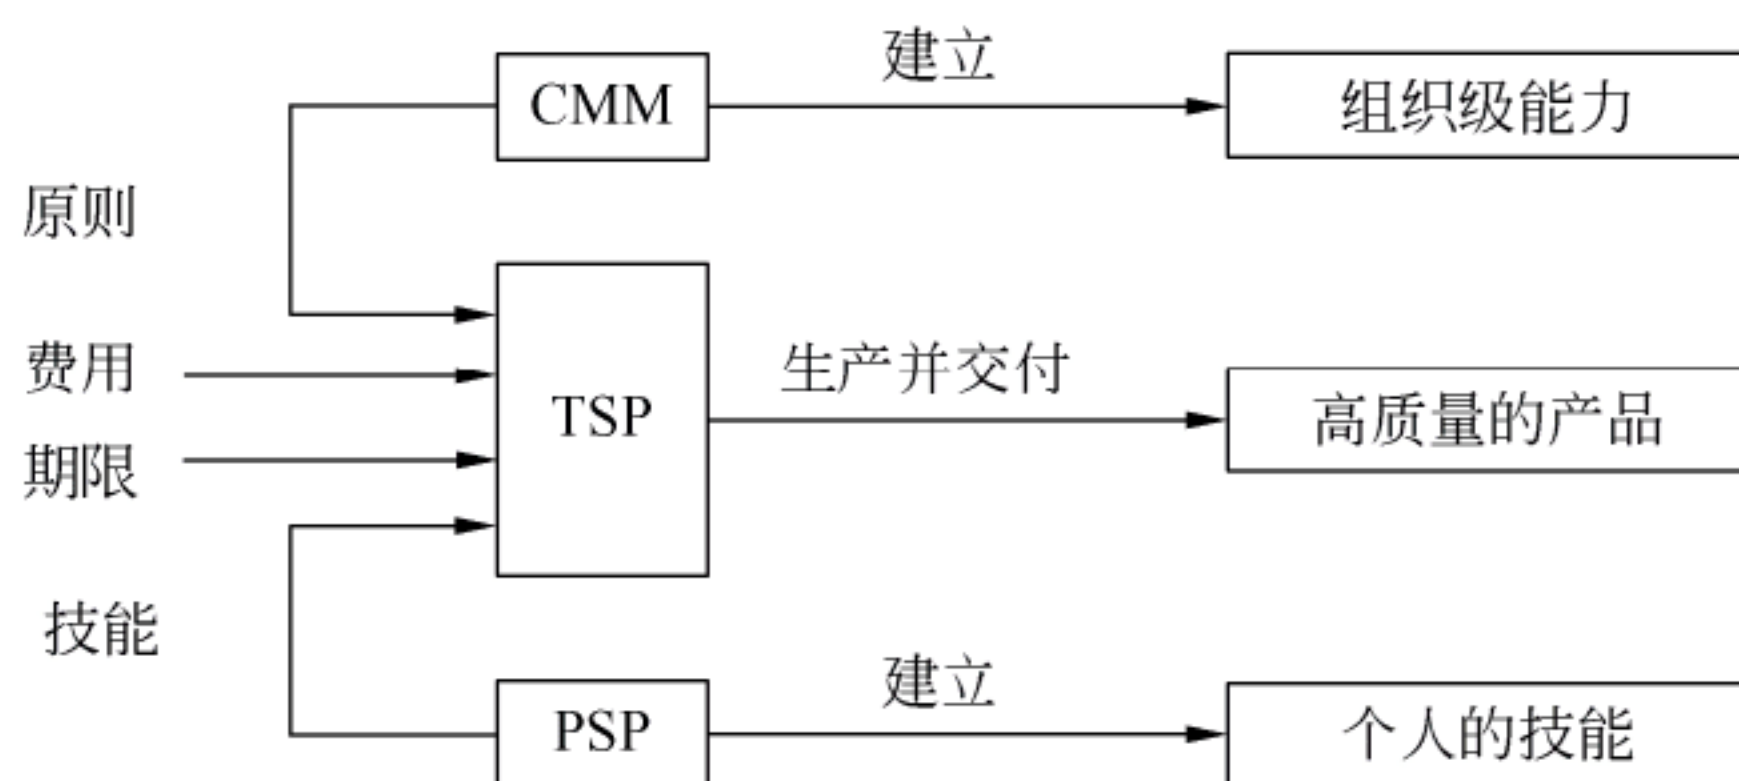 建立
CMM
组织级能力
原则
费用
生产并交付
TSP
高质量的产品
期限
技能
建立
PSP
个人的技能